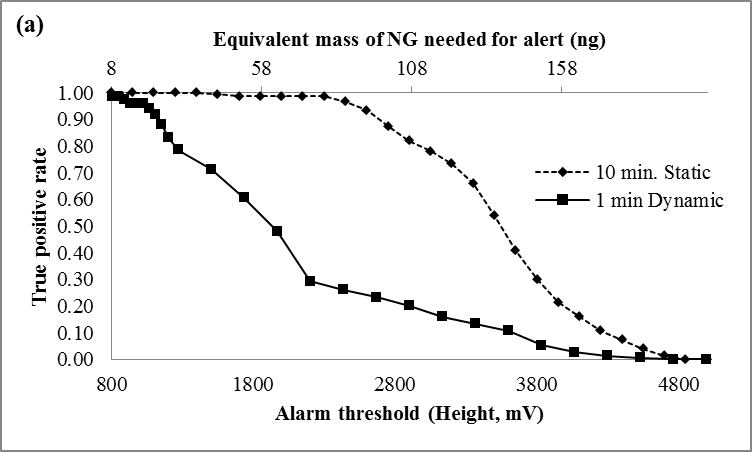 (a)
Equivalent mass of NG needed for alert (ng)
8 58 108 158
1.00
0.90
0.80
0.70
0.60
0.50
0.40
0.30
0.20
0.10
0.00
True positive rate
10 min. Static
1 min Dynamic
800 1800 2800 3800 4800
Alarm threshold (Height, mV)